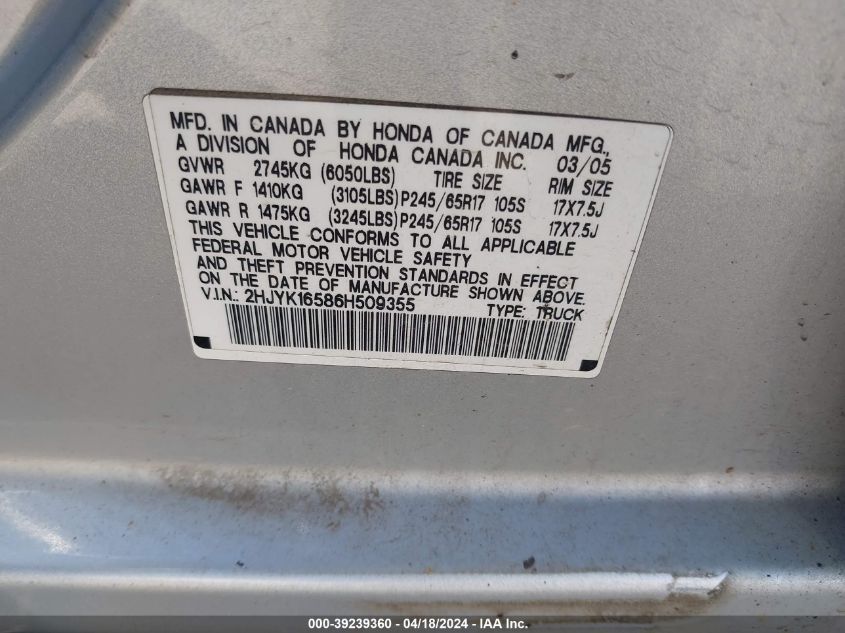 MFD. IN CANADA BY HONDA OF CANADA MFG.,
A DIVISION OF HONDA CANADA INC. 03/05
GVWR 2745KG (6050LBS) TIRE SIZE RIM SIZE
GAWR F 1410KG (3105LBS) P245/65R17 105S 17X7.5J
GAWR R 1475KG (3245LBS) P245/65R17 105S 17X7.5J
THIS VEHICLE CONFORMS TO ALL APPLICABLE
FEDERAL MOTOR VEHICLE SAFETY
AND THEFT PREVENTION STANDARDS IN EFFECT
ON THE DATE OF MANUFACTURE SHOWN ABOVE.
V.I.N.: 2HJYK16586H509355 TYPE: TRUCK
000-39239360 - 04/18/2024 - IAA Inc.